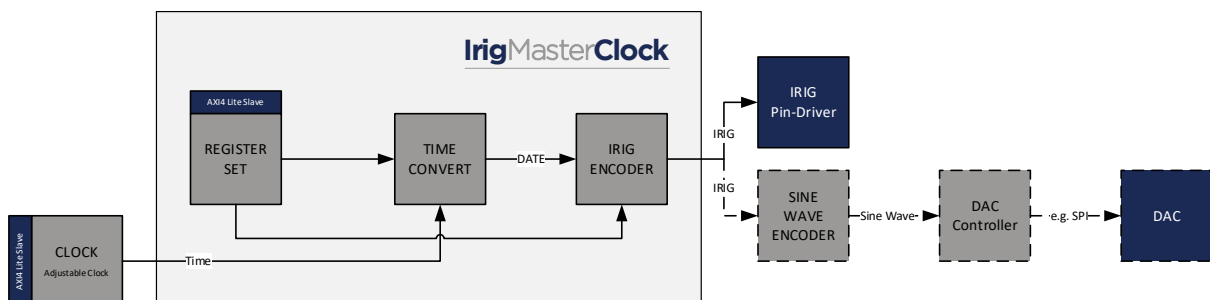 IrigMasterClock
AXI4 Lite Slave
REGISTER
SET
TIME
CONVERT
DATE
IRIG
ENCODER
IRIG
IRIG
Pin-Driver
IRIG
SINE
WAVE
ENCODER
Sine Wave
DAC
Controller
e.g. SPI
DAC
AXI4 Lite Slave
CLOCK
Adjustable Clock
Time